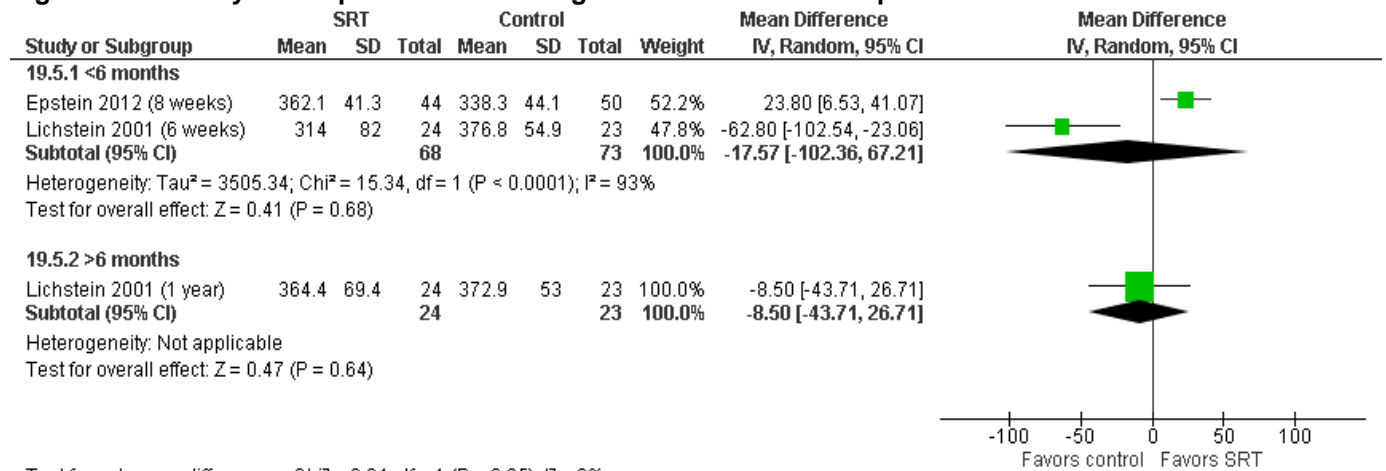 SRT Control Mean Difference Mean Difference
Study or Subgroup Mean SD Total Mean SD Total Weight IV, Random, 95% CI IV, Random, 95% CI
19.5.1 <6 months
Epstein 2012 (8 weeks) 362.1 41.3 44 338.3 44.1 50 52.2% 23.80 [6.53, 41.07]
Lichstein 2001 (6 weeks) 314 82 24 376.8 54.9 23 47.8% -62.80 [-102.54, -23.06]
Subtotal (95% CI) 68 73 100.0% -17.57 [-102.36, 67.21]
Heterogeneity: Tau² = 3505.34; Chi² = 15.34, df = 1 (P < 0.0001); I² = 93%
Test for overall effect: Z = 0.41 (P = 0.68)
19.5.2 >6 months
Lichstein 2001 (1 year) 364.4 69.4 24 372.9 53 23 100.0% -8.50 [-43.71, 26.71]
Subtotal (95% CI) 24 23 100.0% -8.50 [-43.71, 26.71]
Heterogeneity: Not applicable
Test for overall effect: Z = 0.47 (P = 0.64)
-100 -50 0 50 100
Favors control Favors SRT